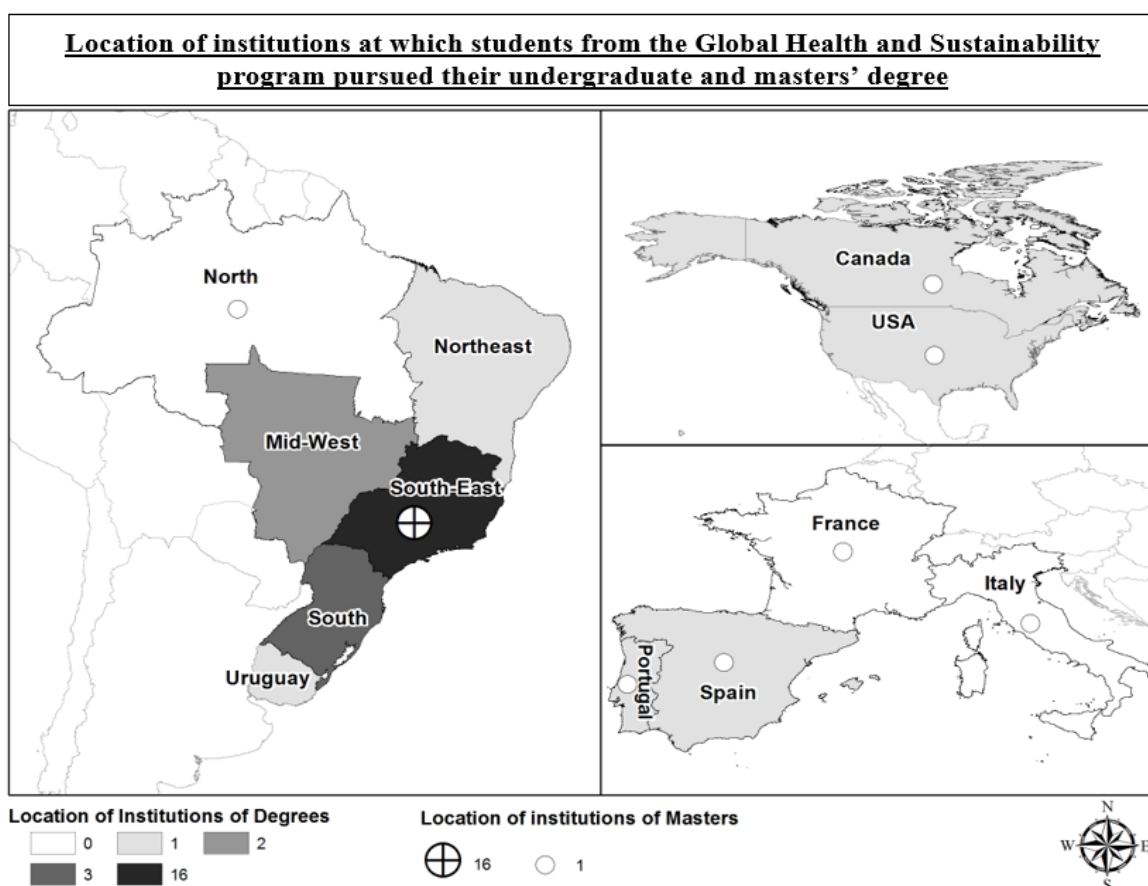 Location of institutions at which students from the Global Health and Sustainability
program pursued their undergraduate and masters’ degree
North
Northeast
Mid-West
South-East
South
Uruguay
Canada
USA
France
Italy
Portugal
Spain
Location of Institutions of Degrees
0
1
2
3
16
Location of institutions of Masters
16
1
N
W
E
S